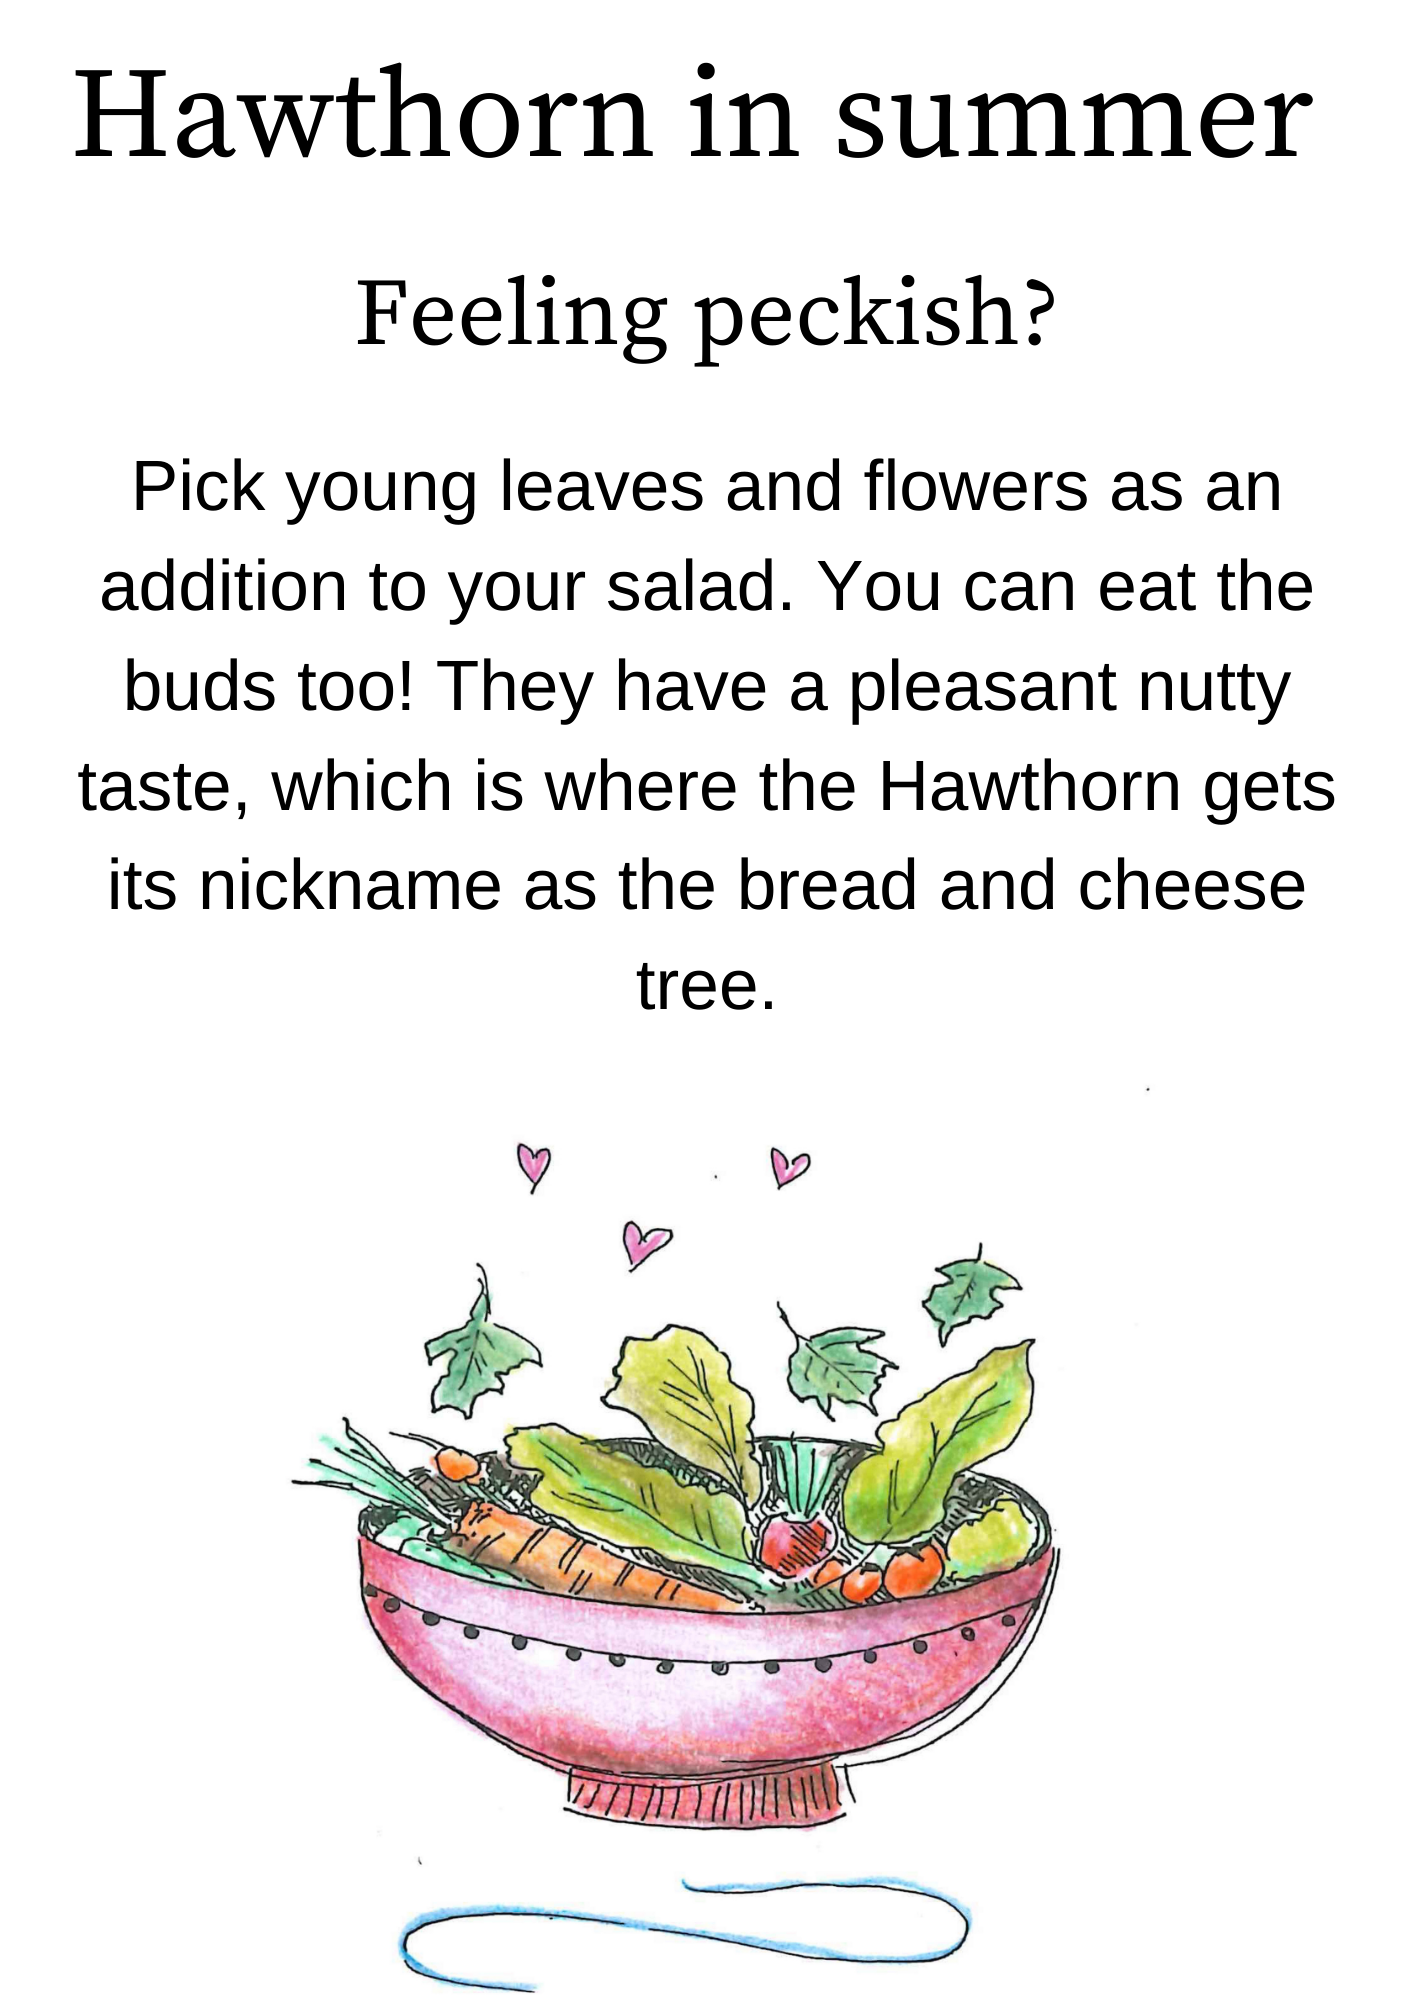 Hawthorn in summer
Feeling peckish?
Pick young leaves and flowers as an
addition to your salad. You can eat the
buds too! They have a pleasant nutty
taste, which is where the Hawthorn gets
its nickname as the bread and cheese
tree.